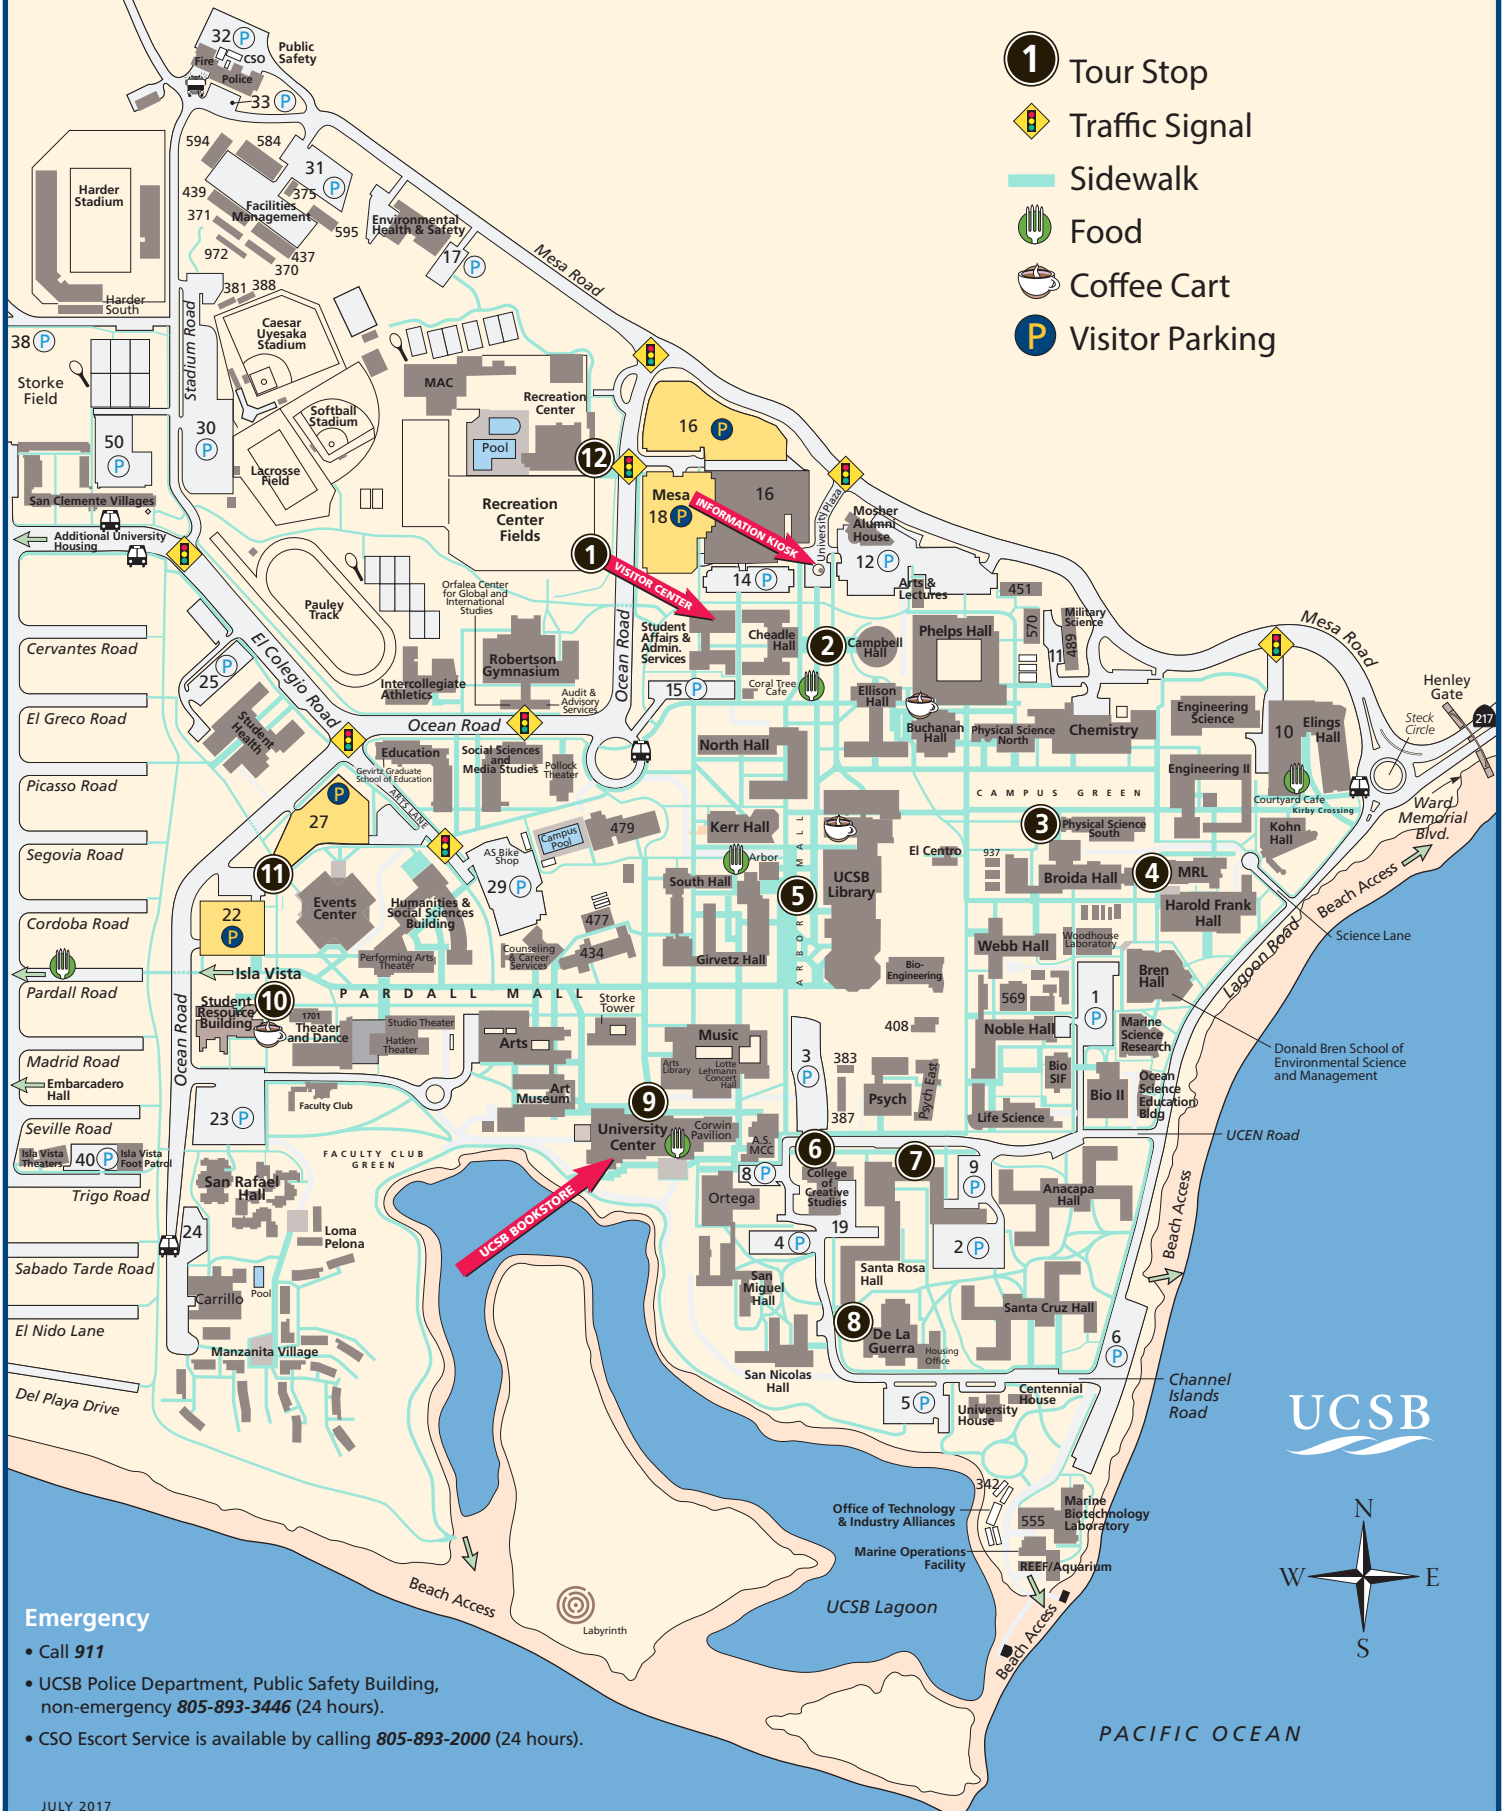 1 Tour Stop
Traffic Signal
Sidewalk
Food
Coffee Cart
P Visitor Parking
32 P
Public
Safety
Fire
CSO
Police
33 P
594
584
31
P
Harder
Stadium
439
375
371
Facilities
Management
595
Environmental
Health & Safety
972
437
370
17 P
Mesa Road
381
388
Harder
South
38 P
Stadium Road
Caesar
Uyesaka
Stadium
Storke
Field
MAC
Recreation
Center
Softball
Stadium
50
P
30
P
Pool
16 P
12
Lacrosse
Field
San Clemente Villages
Recreation
Center
Fields
Mesa
18 P
16
INFORMATION KIOSK
University Plaza
Mosher
Alumni
House
Additional University
Housing
1
VISITOR CENTER
14 P
12 P
Arts &
Lectures
451
Orfalea Center
for Global and
International
Studies
Pauley
Track
Student
Affairs &
Admin.
Services
Cheadle
Hall
2
Campbell
Hall
Phelps Hall
570
Military
Science
489
11
Mesa Road
Cervantes Road
El Colegio Road
25
P
Robertson
Gymnasium
Ocean Road
Intercollegiate
Athletics
Audit &
Advisory
Services
15 P
Coral Tree
Cafe
Ellison
Hall
Henley
Gate
217
Steck
Circle
El Greco Road
Student
Health
Ocean Road
Buchanan
Hall
Physical Science
North
Chemistry
Engineering
Science
10
Elings
Hall
Education
Gevirtz Graduate
School of Education
Social Sciences
and
Media Studies
Pollock
Theater
North Hall
Engineering II
Picasso Road
P
27
ARTS LANE
CAMPUS GREEN
Courtyard Cafe
Kirby Crossing
Ward
Memorial
Blvd.
Campus
Pool
479
Kerr Hall
ARBOR MALL
3
Physical Science
South
Kohn
Hall
Segovia Road
AS Bike
Shop
29 P
Arbor
El Centro
937
11
South Hall
5
UCSB
Library
Broida Hall
4
MRL
Beach Access
Cordoba Road
22
P
Events
Center
Humanities &
Social Sciences
Building
477
434
Counseling
& Career
Services
Performing Arts
Theater
Girvetz Hall
Webb Hall
Woodhouse
Laboratory
Harold Frank
Hall
Science Lane
Lagoon Road
Isla Vista
Bio-
Engineering
Bren
Hall
Pardall Road
PARDALL MALL
Student
Resource
Building
10
1701
Theater
and Dance
Studio Theater
Hatlen
Theater
Storke
Tower
Arts
Music
Arts
Library
Lotte
Lehmann
Concert
Hall
408
569
Noble Hall
1
P
Marine
Science
Research
Donald Bren School of
Environmental Science
and Management
Ocean Road
Madrid Road
Embarcadero
Hall
3
P
383
387
Psych
Psych East
Bio
SIF
Bio II
Ocean
Science
Education
Bldg
Life Science
Faculty Club
Art
Museum
9
University
Center
Corwin
Pavilion
A.S.
MCC
23 P
Seville Road
UCEN Road
Isla Vista
Theaters
40 P
Isla Vista
Foot Patrol
FACULTY CLUB
GREEN
6
7
8 P
College
of
Creative
Studies
9
P
Trigo Road
San Rafael
Hall
Ortega
Anacapa
Hall
UCSB BOOKSTORE
19
24
Loma
Pelona
4 P
2 P
Beach Access
Sabado Tarde Road
Pool
Carrillo
San
Miguel
Hall
Santa Rosa
Hall
Santa Cruz Hall
El Nido Lane
8
De La
Guerra
Housing
Office
6
P
Manzanita Village
San Nicolas
Hall
Del Playa Drive
5 P
University
House
Centennial
House
Channel
Islands
Road
UCSB
342
Office of Technology
& Industry Alliances
555
Marine
Biotechnology
Laboratory
Marine Operations
Facility
REEF/Aquarium
N
W
E
S
Beach Access
Labyrinth
UCSB Lagoon
Beach Access
Emergency
• Call 911
• UCSB Police Department, Public Safety Building,
non-emergency 805-893-3446 (24 hours).
• CSO Escort Service is available by calling 805-893-2000 (24 hours).
PACIFIC OCEAN
JULY 2017